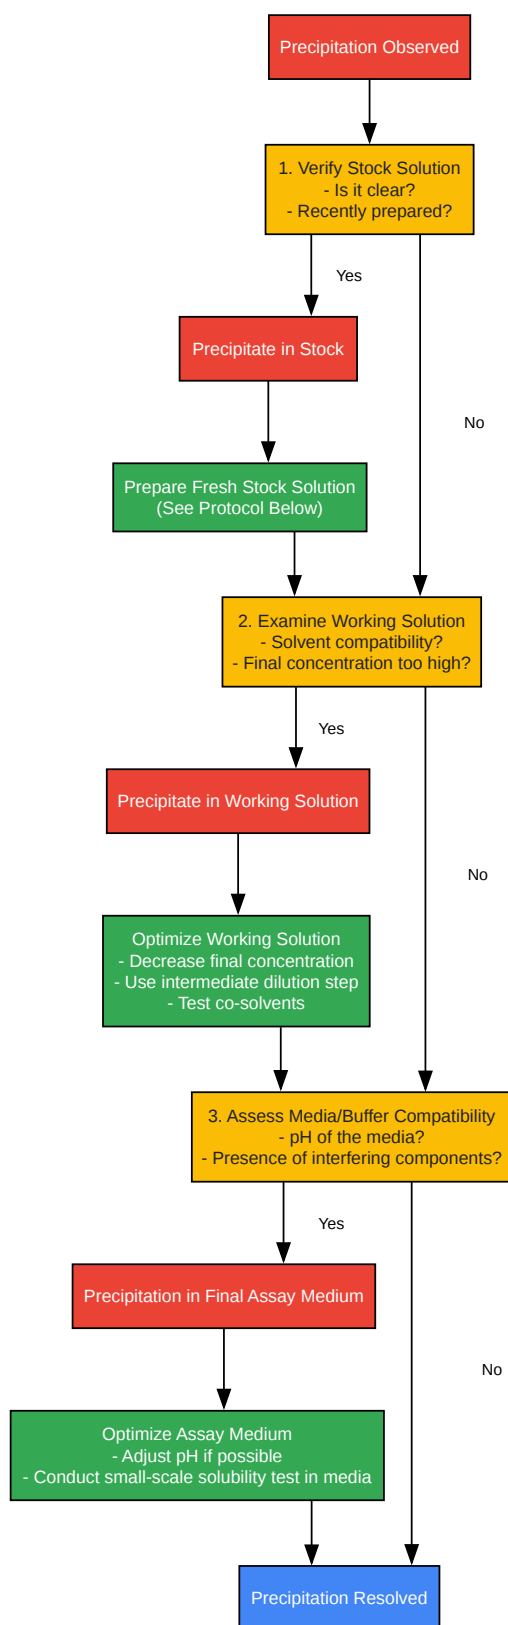 Precipitation Observed
1. Verify Stock Solution
- Is it clear?
- Recently prepared?
Yes
Precipitate in Stock
No
Prepare Fresh Stock Solution
(See Protocol Below)
2. Examine Working Solution
- Solvent compatibility?
- Final concentration too high?
Yes
Precipitate in Working Solution
No
Optimize Working Solution
- Decrease final concentration
- Use intermediate dilution step
- Test co-solvents
3. Assess Media/Buffer Compatibility
- pH of the media?
- Presence of interfering components?
Yes
Precipitation in Final Assay Medium
No
Optimize Assay Medium
- Adjust pH if possible
- Conduct small-scale solubility test in media
Precipitation Resolved